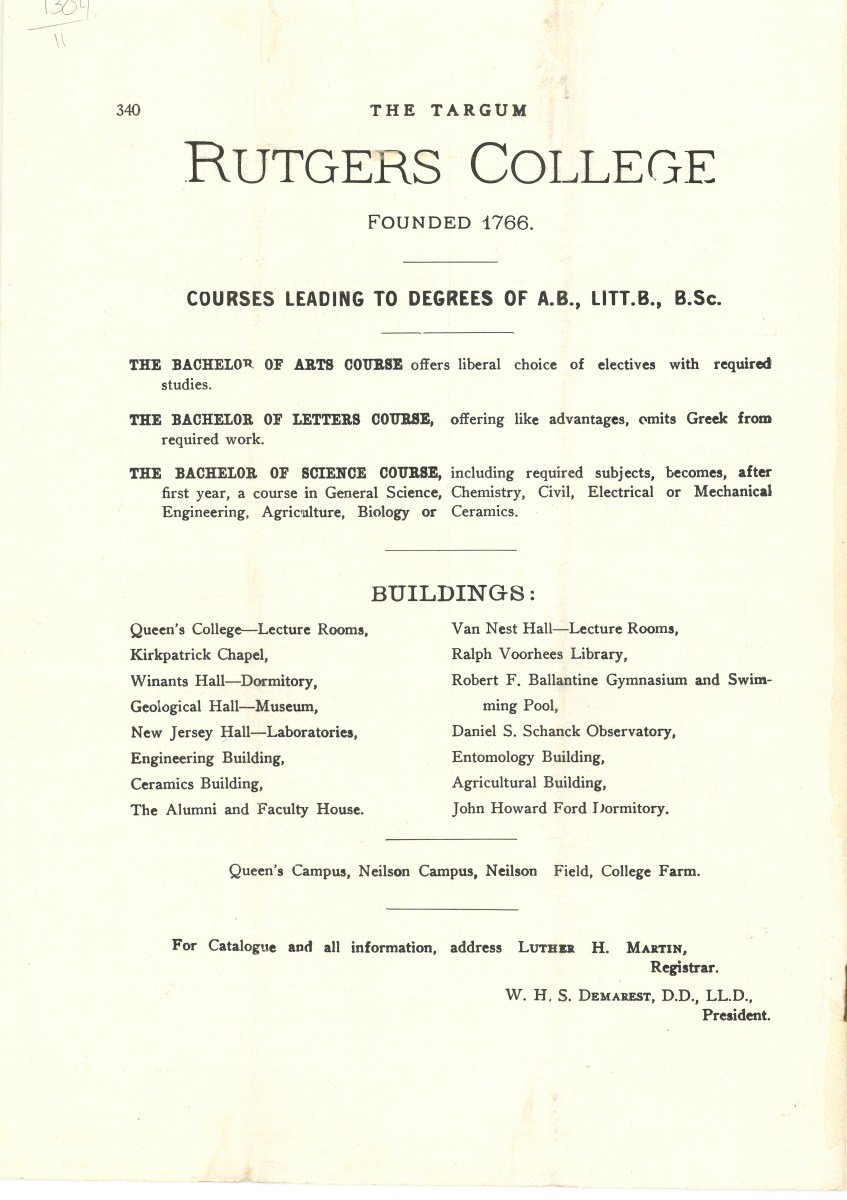 1304
11
340
THE TARGUM
RUTGERS COLLEGE
FOUNDED 1766.
COURSES LEADING TO DEGREES OF A.B., LITT.B., B.Sc.
THE BACHELOR OF ARTS COURSE offers liberal choice of electives with required
studies.
THE BACHELOR OF LETTERS COURSE, offering like advantages, omits Greek from
required work.
THE BACHELOR OF SCIENCE COURSE, including required subjects, becomes, after
first year, a course in General Science, Chemistry, Civil, Electrical or Mechanical
Engineering, Agriculture, Biology or Ceramics.
BUILDINGS:
Queen's College—Lecture Rooms,
Kirkpatrick Chapel,
Winants Hall—Dormitory,
Geological Hall—Museum,
New Jersey Hall—Laboratories,
Engineering Building,
Ceramics Building,
The Alumni and Faculty House.
Van Nest Hall—Lecture Rooms,
Ralph Voorhees Library,
Robert F. Ballantine Gymnasium and Swim-
ming Pool,
Daniel S. Schanck Observatory,
Entomology Building,
Agricultural Building,
John Howard Ford Dormitory.
Queen's Campus, Neilson Campus, Neilson Field, College Farm.
For Catalogue and all information, address LUTHER H. MARTIN,
Registrar.
W. H. S. DEMAREST, D.D., LL.D.,
President.